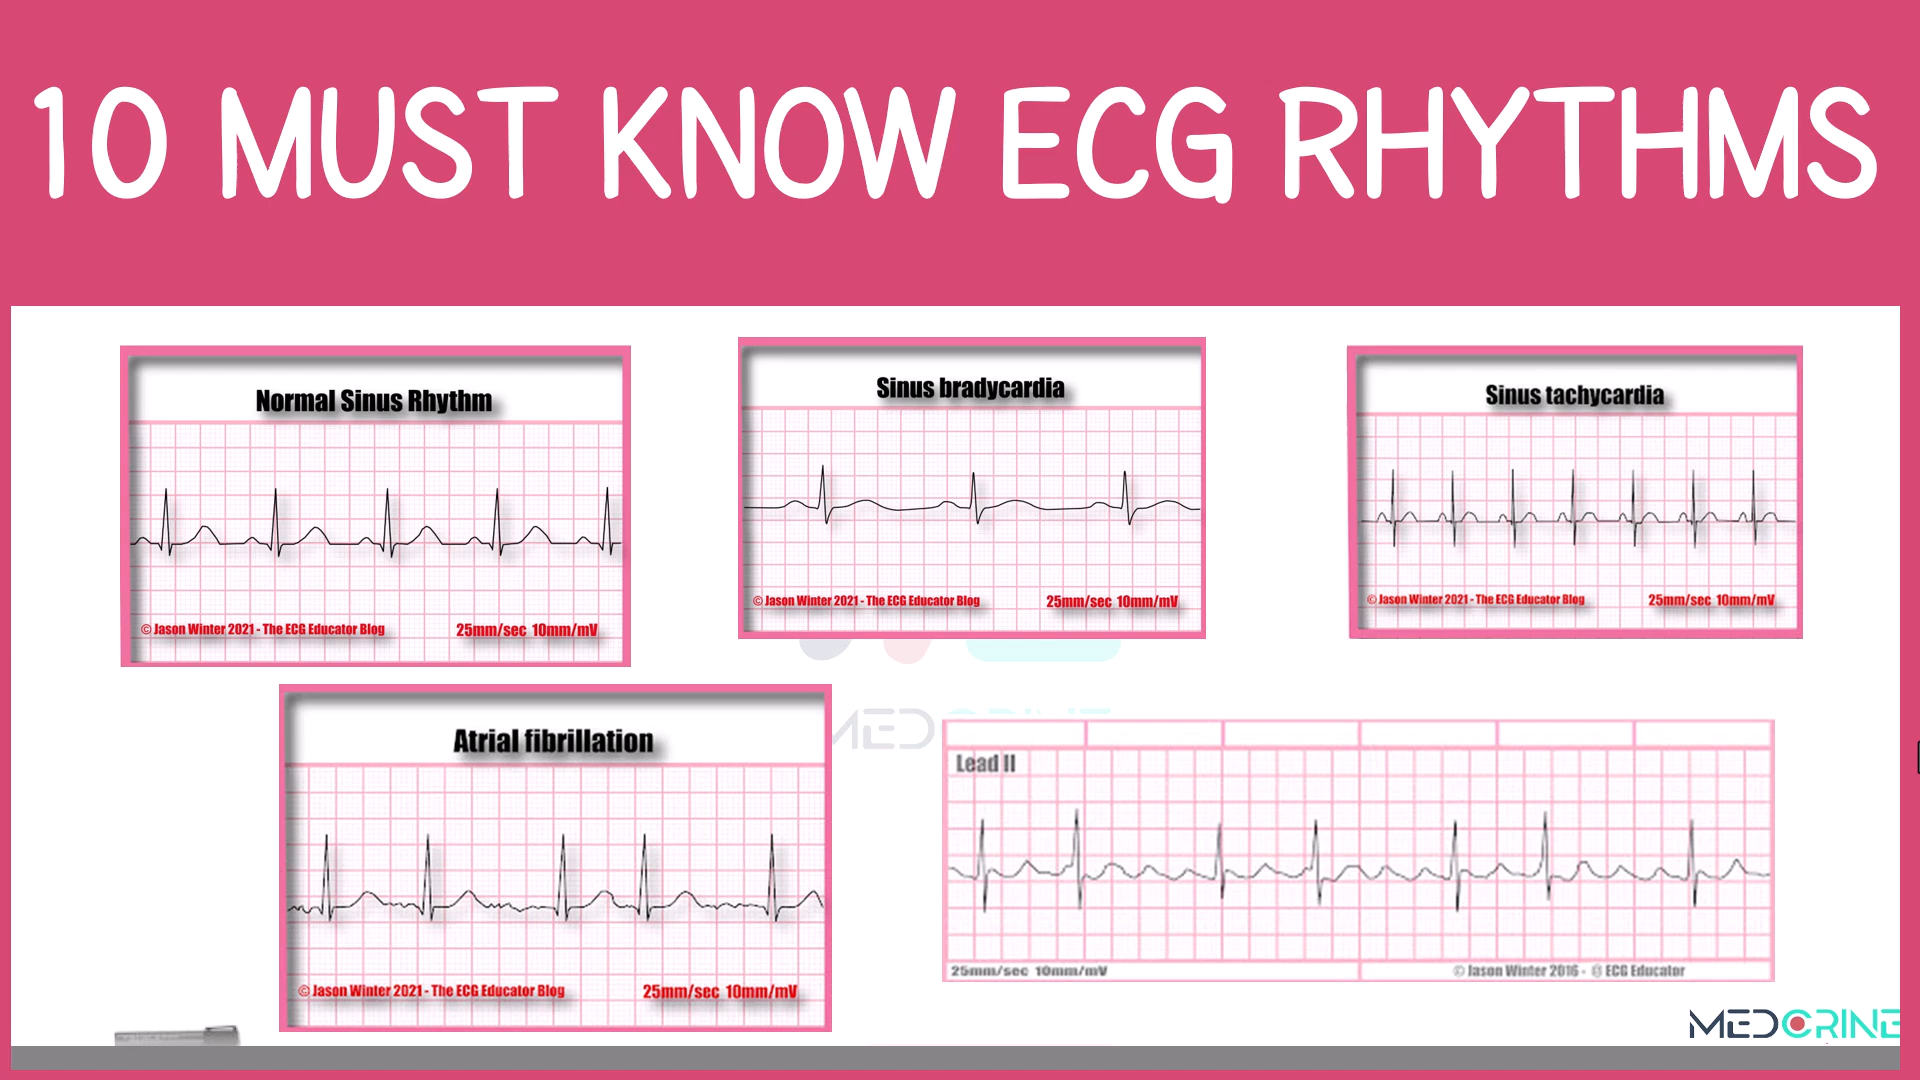 10 MUST KNOW ECG RHYTHMS
Normal Sinus Rhythm
© Jason Winter 2021 - The ECG Educator Blog
25mm/sec 10mm/mV
Sinus bradycardia
© Jason Winter 2021 - The ECG Educator Blog
25mm/sec 10mm/mV
Sinus tachycardia
© Jason Winter 2021 - The ECG Educator Blog
25mm/sec 10mm/mV
Atrial fibrillation
© Jason Winter 2021 - The ECG Educator Blog
25mm/sec 10mm/mV
MED
Lead II
25mm/sec 10mm/mV
© Jason Winter 2016 - @ ECG Educator
MEDCRINE